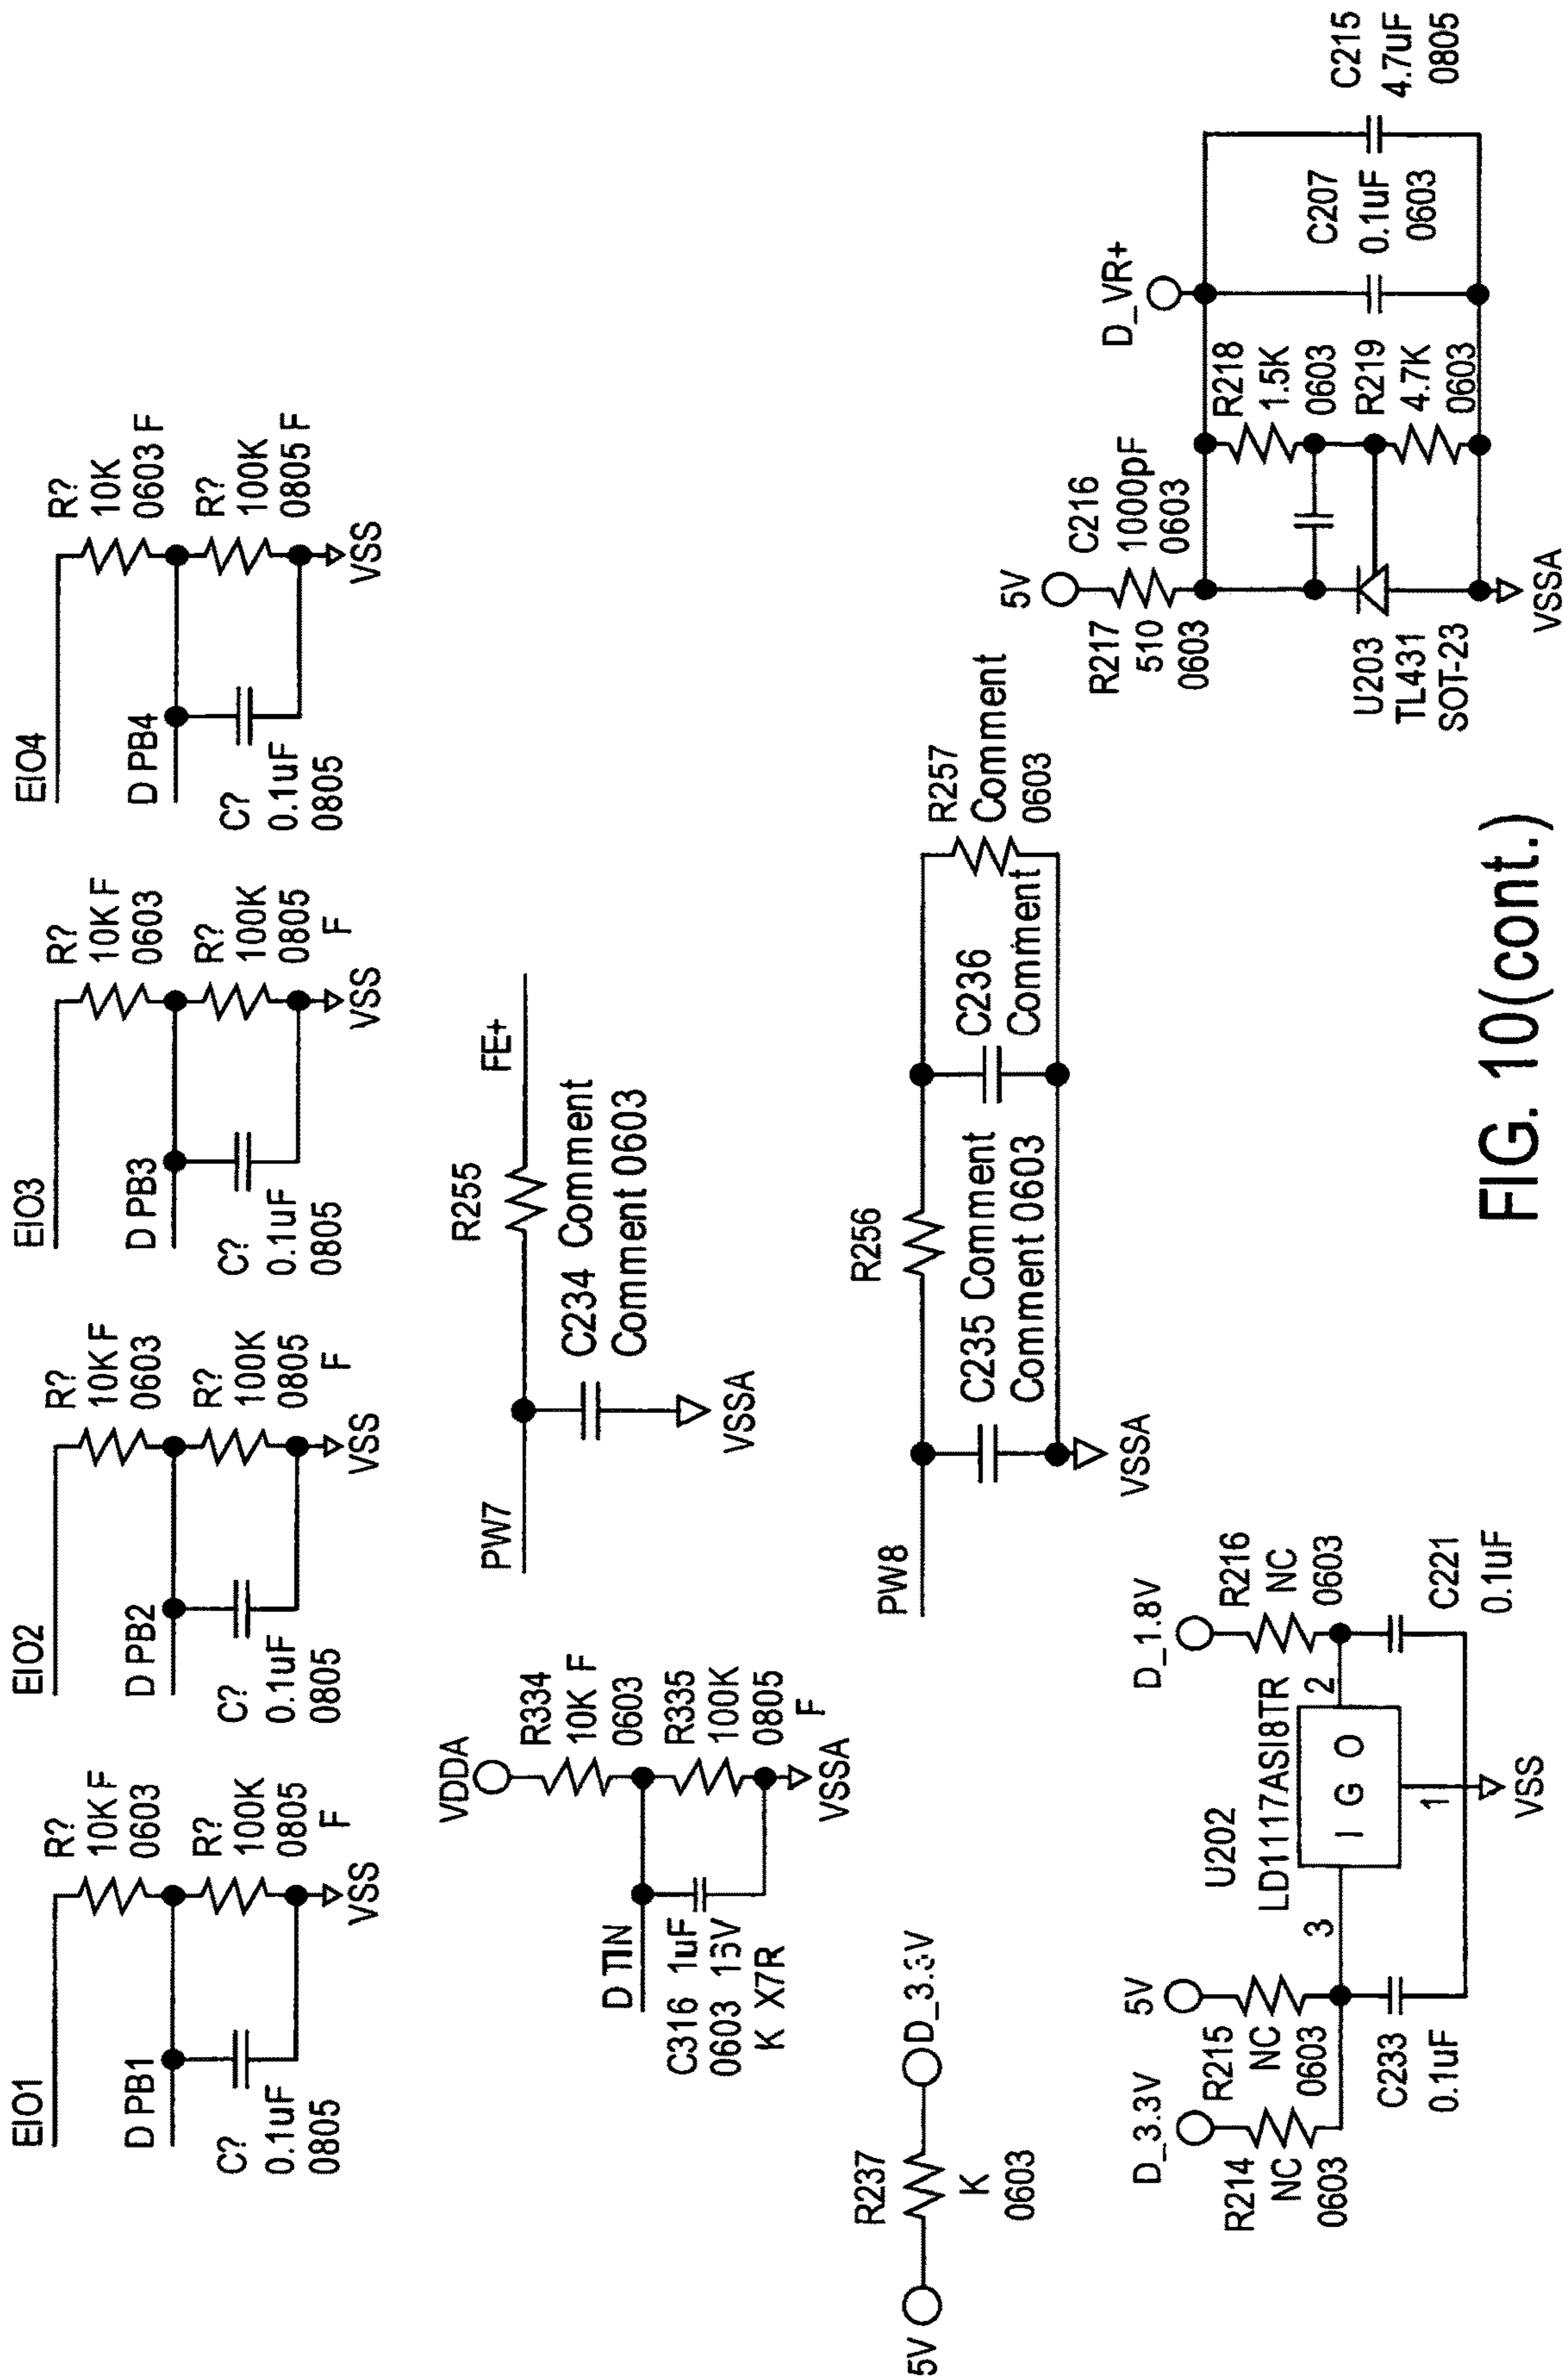 EIO1
D PB1
C?
0.1uF
0805
R?
10K F
0603
R?
100K
0805
F
VSS
EIO2
D PB2
C?
0.1uF
0805
R?
10K F
0603
R?
100K
0805
F
VSS
EIO3
D PB3
C?
0.1uF
0805
R?
10K F
0603
R?
100K
0805
F
VSS
EIO4
D PB4
C?
0.1uF
0805
R?
10K
0603 F
R?
100K
0805 F
VSS
VDDA
R334
10K F
0603
R335
100K
0805
F
D TIN
C316 1uF
0603 16V
K X7R
VSSA
PW7
R255
FE+
C234 Comment
Comment 0603
VSSA
5V
R237
K
0603
D_3.3V
PW8
R256
C235 Comment
Comment 0603
C236
Comment
R257
Comment
0603
VSSA
D_3.3V
R214
NC
0603
5V
R215
NC
0603
C233
0.1uF
U202
LD1117ASI8TR
3
I G O
2
1
VSS
D_1.8V
R216
NC
0603
C221
0.1uF
5V
R217
510
0603
C216
1000pF
0603
U203
TL431
SOT-23
VSSA
R218
1.5K
0603
R219
4.7K
0603
D_VR+
C207
0.1uF
0603
C215
4.7uF
0805
FIG. 10(cont.)